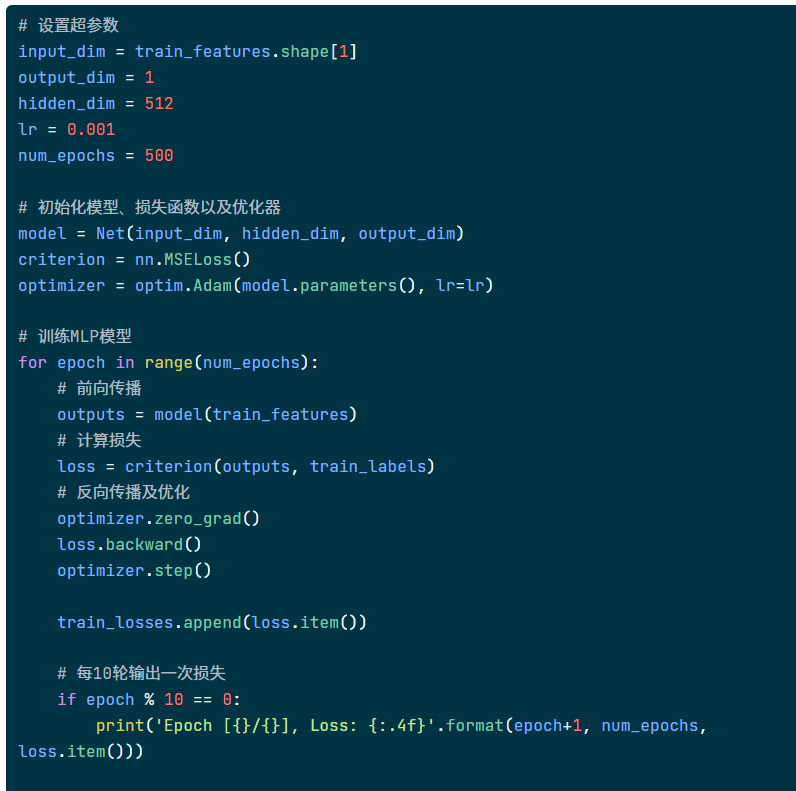 # 设置超参数
input_dim = train_features.shape[1]
output_dim = 1
hidden_dim = 512
lr = 0.001
num_epochs = 500

# 初始化模型、损失函数以及优化器
model = Net(input_dim, hidden_dim, output_dim)
criterion = nn.MSELoss()
optimizer = optim.Adam(model.parameters(), lr=lr)

# 训练MLP模型
for epoch in range(num_epochs):
    # 前向传播
    outputs = model(train_features)
    # 计算损失
    loss = criterion(outputs, train_labels)
    # 反向传播及优化
    optimizer.zero_grad()
    loss.backward()
    optimizer.step()

    train_losses.append(loss.item())

    # 每10轮输出一次损失
    if epoch % 10 == 0:
        print('Epoch [{}/{}], Loss: {:.4f}'.format(epoch+1, num_epochs,
loss.item()))